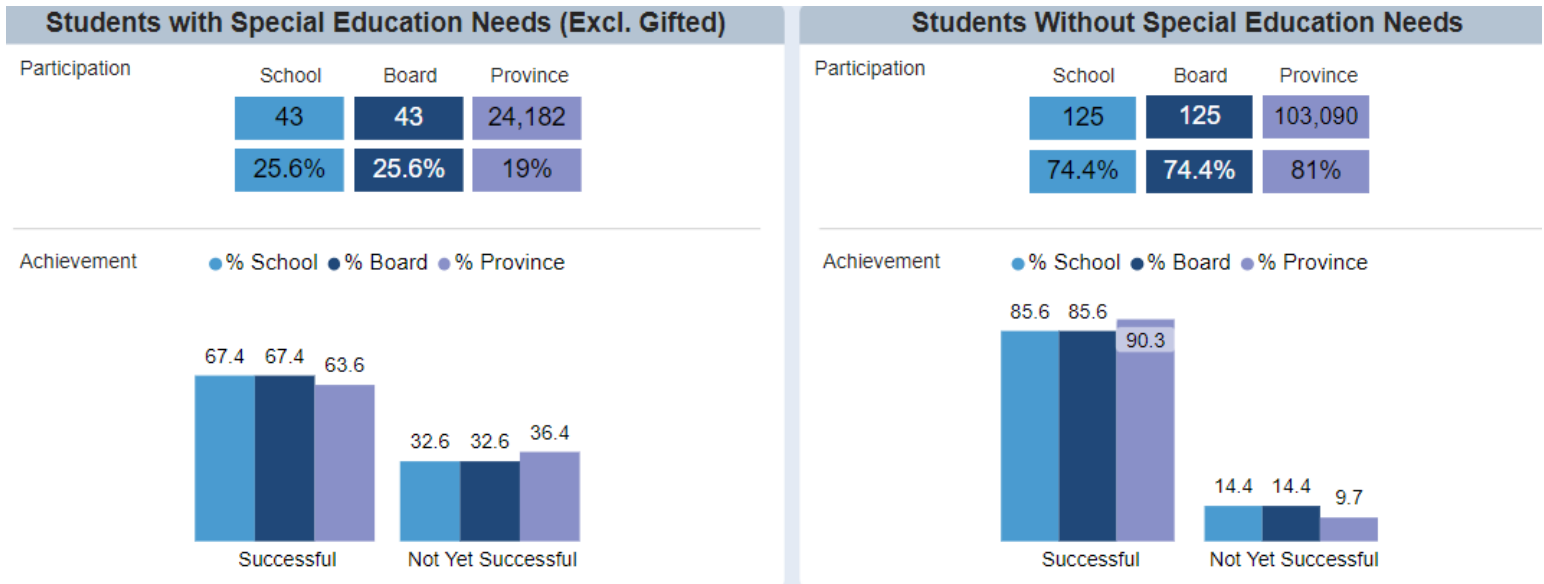 Students with Special Education Needs (Excl. Gifted)
Participation
School Board Province
43 43 24,182
25.6% 25.6% 19%
Achievement
% School % Board % Province
67.4 67.4 63.6
32.6 32.6 36.4
Successful Not Yet Successful
Students Without Special Education Needs
Participation
School Board Province
125 125 103,090
74.4% 74.4% 81%
Achievement
% School % Board % Province
85.6 85.6 90.3
14.4 14.4 9.7
Successful Not Yet Successful